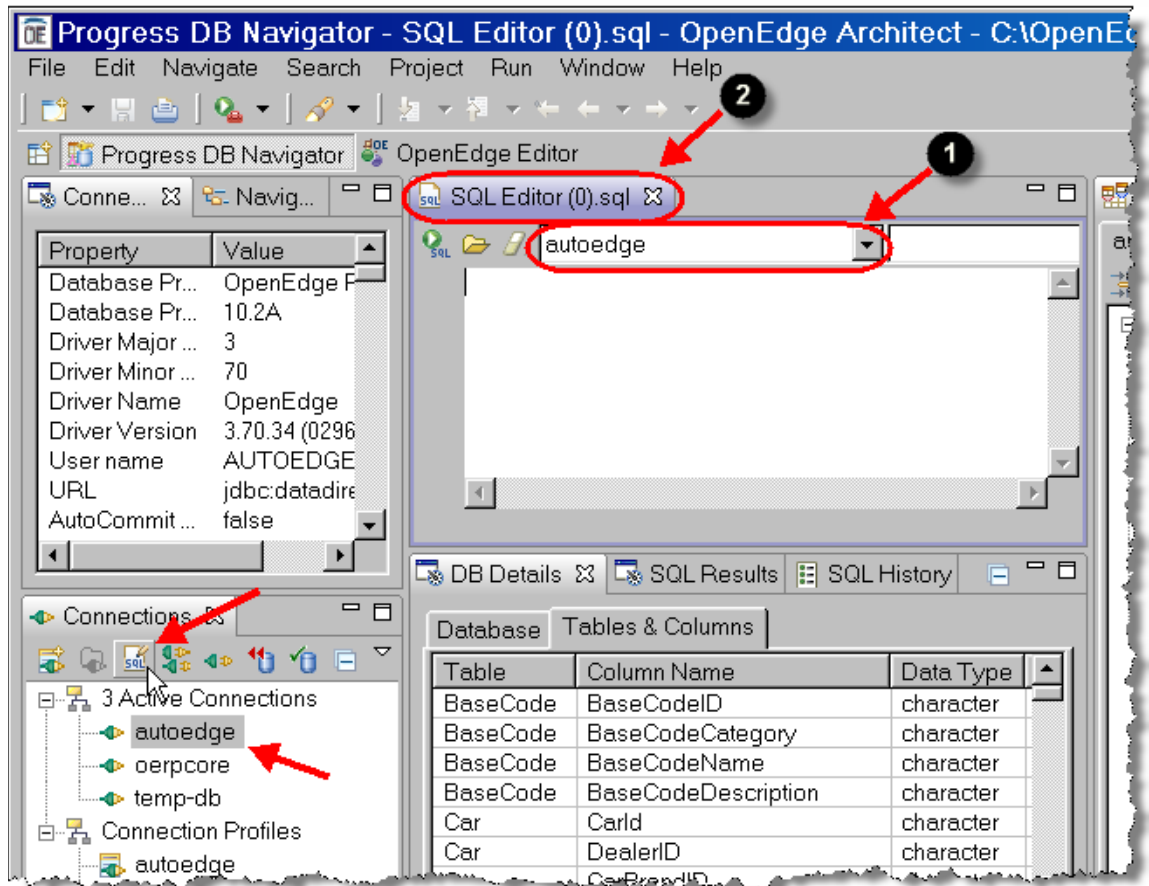 Progress DB Navigator - SQL Editor (0).sql - OpenEdge Architect - C:\OpenEd
File Edit Navigate Search Project Run Window Help
2
Progress DB Navigator OpenEdge Editor
1
Conne... Navig...
SQL Editor (0).sql
Property Value
Database Pr... OpenEdge
Database Pr... 10.2A
Driver Major ... 3
Driver Minor ... 70
Driver Name OpenEdge
Driver Version 3.70.34 (0296
User name AUTOEDGE
URL jdbc:datadire
AutoCommit ... false
SQL autoedge
DB Details SQL Results SQL History
Database Tables & Columns
Table Column Name Data Type
BaseCode BaseCodeID character
BaseCode BaseCodeCategory character
BaseCode BaseCodeName character
BaseCode BaseCodeDescription character
Car CarId character
Car DealerID character
CarBrandID character
Connections
SQL
3 Active Connections
autoedge
oerpcore
temp-db
Connection Profiles
autoedge